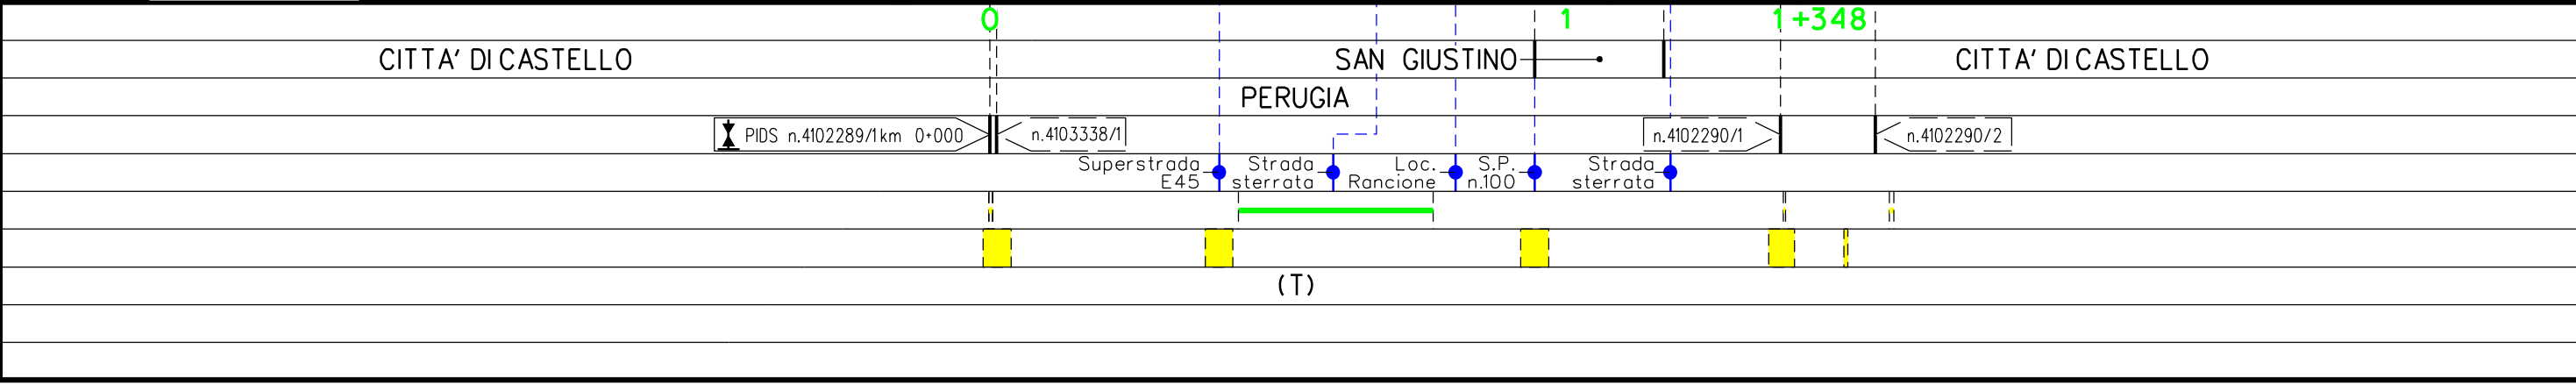 0 1 1+348
CITTA' DI CASTELLO SAN GIUSTINO CITTA' DI CASTELLO
PERUGIA
PIDS n.4102289/1km 0+000 n.4103338/1 n.4102290/1 n.4102290/2
Superstrada Strada Loc. S.P. Strada
E45 sterrata Rancione n.100 sterrata
(T)